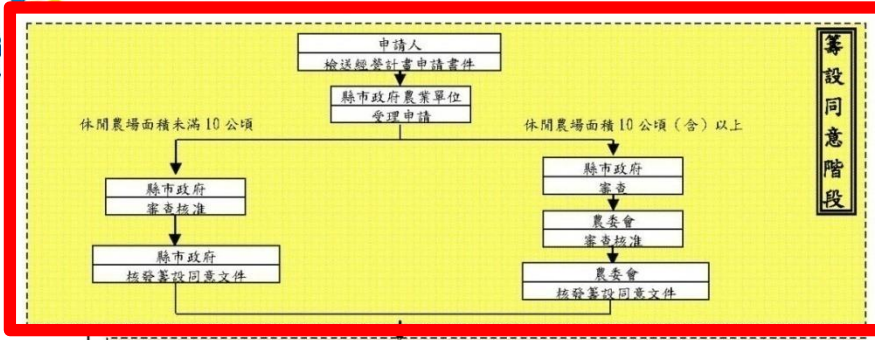 申請人
檢送經營計畫申請書件
縣市政府農業單位
受理申請
休閒農場面積未滿10公頃
休閒農場面積10公頃（含）以上
縣市政府
審查核准
縣市政府
核發籌設同意文件
縣市政府
審查
農委會
審查核准
農委會
核發籌設同意文件
籌設同意階段